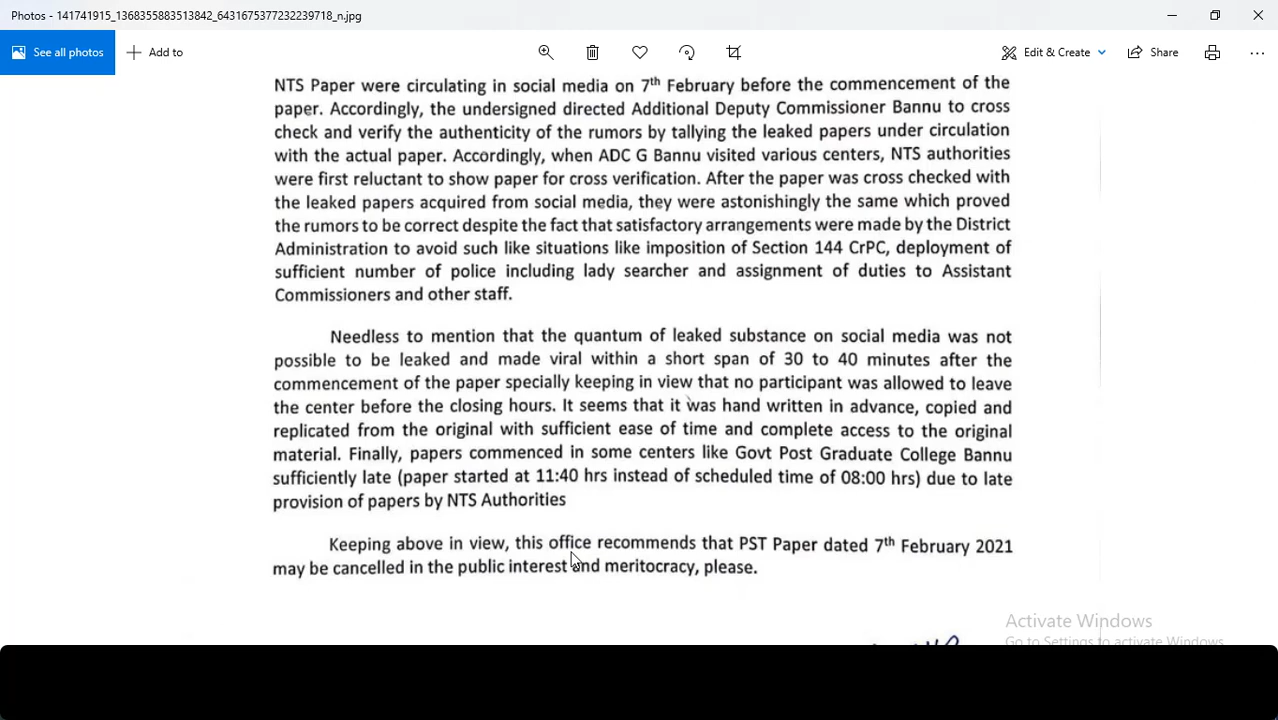 Photos - 141741915_1368355883513842_6431675377232239718_n.jpg
See all photos
Add to
Edit & Create
Share
NTS Paper were circulating in social media on 7th February before the commencement of the
paper. Accordingly, the undersigned directed Additional Deputy Commissioner Bannu to cross
check and verify the authenticity of the rumors by tallying the leaked papers under circulation
with the actual paper. Accordingly, when ADC G Bannu visited various centers, NTS authorities
were first reluctant to show paper for cross verification. After the paper was cross checked with
the leaked papers acquired from social media, they were astonishingly the same which proved
the rumors to be correct despite the fact that satisfactory arrangements were made by the District
Administration to avoid such like situations like imposition of Section 144 CrPC, deployment of
sufficient number of police including lady searcher and assignment of duties to Assistant
Commissioners and other staff.
Needless to mention that the quantum of leaked substance on social media was not
possible to be leaked and made viral within a short span of 30 to 40 minutes after the
commencement of the paper specially keeping in view that no participant was allowed to leave
the center before the closing hours. It seems that it was hand written in advance, copied and
replicated from the original with sufficient ease of time and complete access to the original
material. Finally, papers commenced in some centers like Govt Post Graduate College Bannu
sufficiently late (paper started at 11:40 hrs instead of scheduled time of 08:00 hrs) due to late
provision of papers by NTS Authorities
Keeping above in view, this office recommends that PST Paper dated 7th February 2021
may be cancelled in the public interest and meritocracy, please.
Activate Windows
Go to Settings to activate Windows.